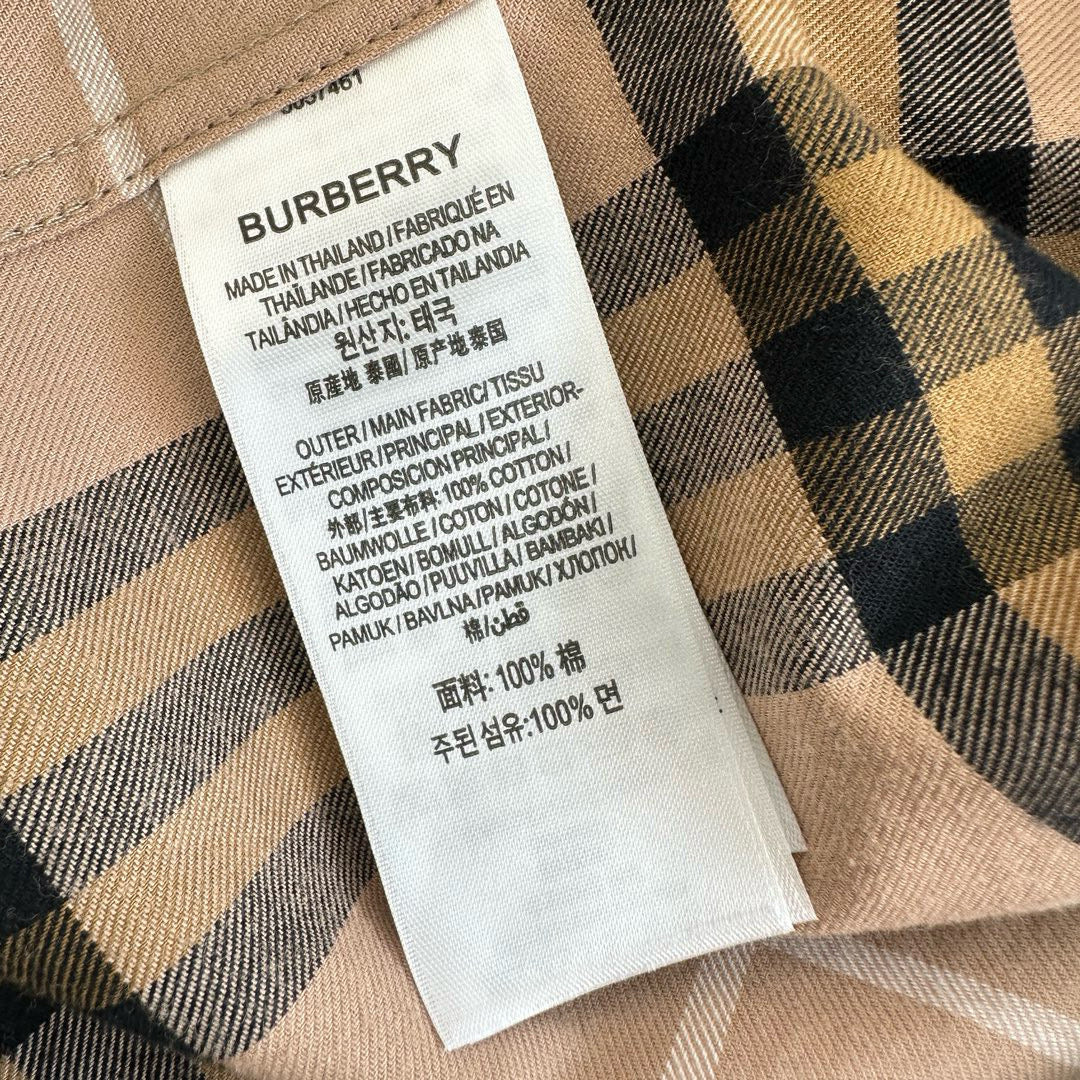 BURBERRY
MADE IN THAILAND / FABRIQUÉ EN
THAÏLANDE / FABRICADO NA
TAILÂNDIA / HECHO EN TAILANDIA
원산지: 태국
原産地 泰國/ 原产地 泰国
OUTER / MAIN FABRIC/ TISSU
EXTÉRIEUR / PRINCIPAL / EXTERIOR-
COMPOSICION PRINCIPAL /
外部/主要布料: 100% COTTON /
BAUMWOLLE / COTON / COTONE /
KATOEN / BOMULL / ALGODÓN /
ALGODÃO / PUUVILLA / BAMBAKI /
PAMUK / BAVLNA / PAMUK / ХЛОПОК /
棉/قطن
面料: 100% 棉
주된 섬유:100% 면